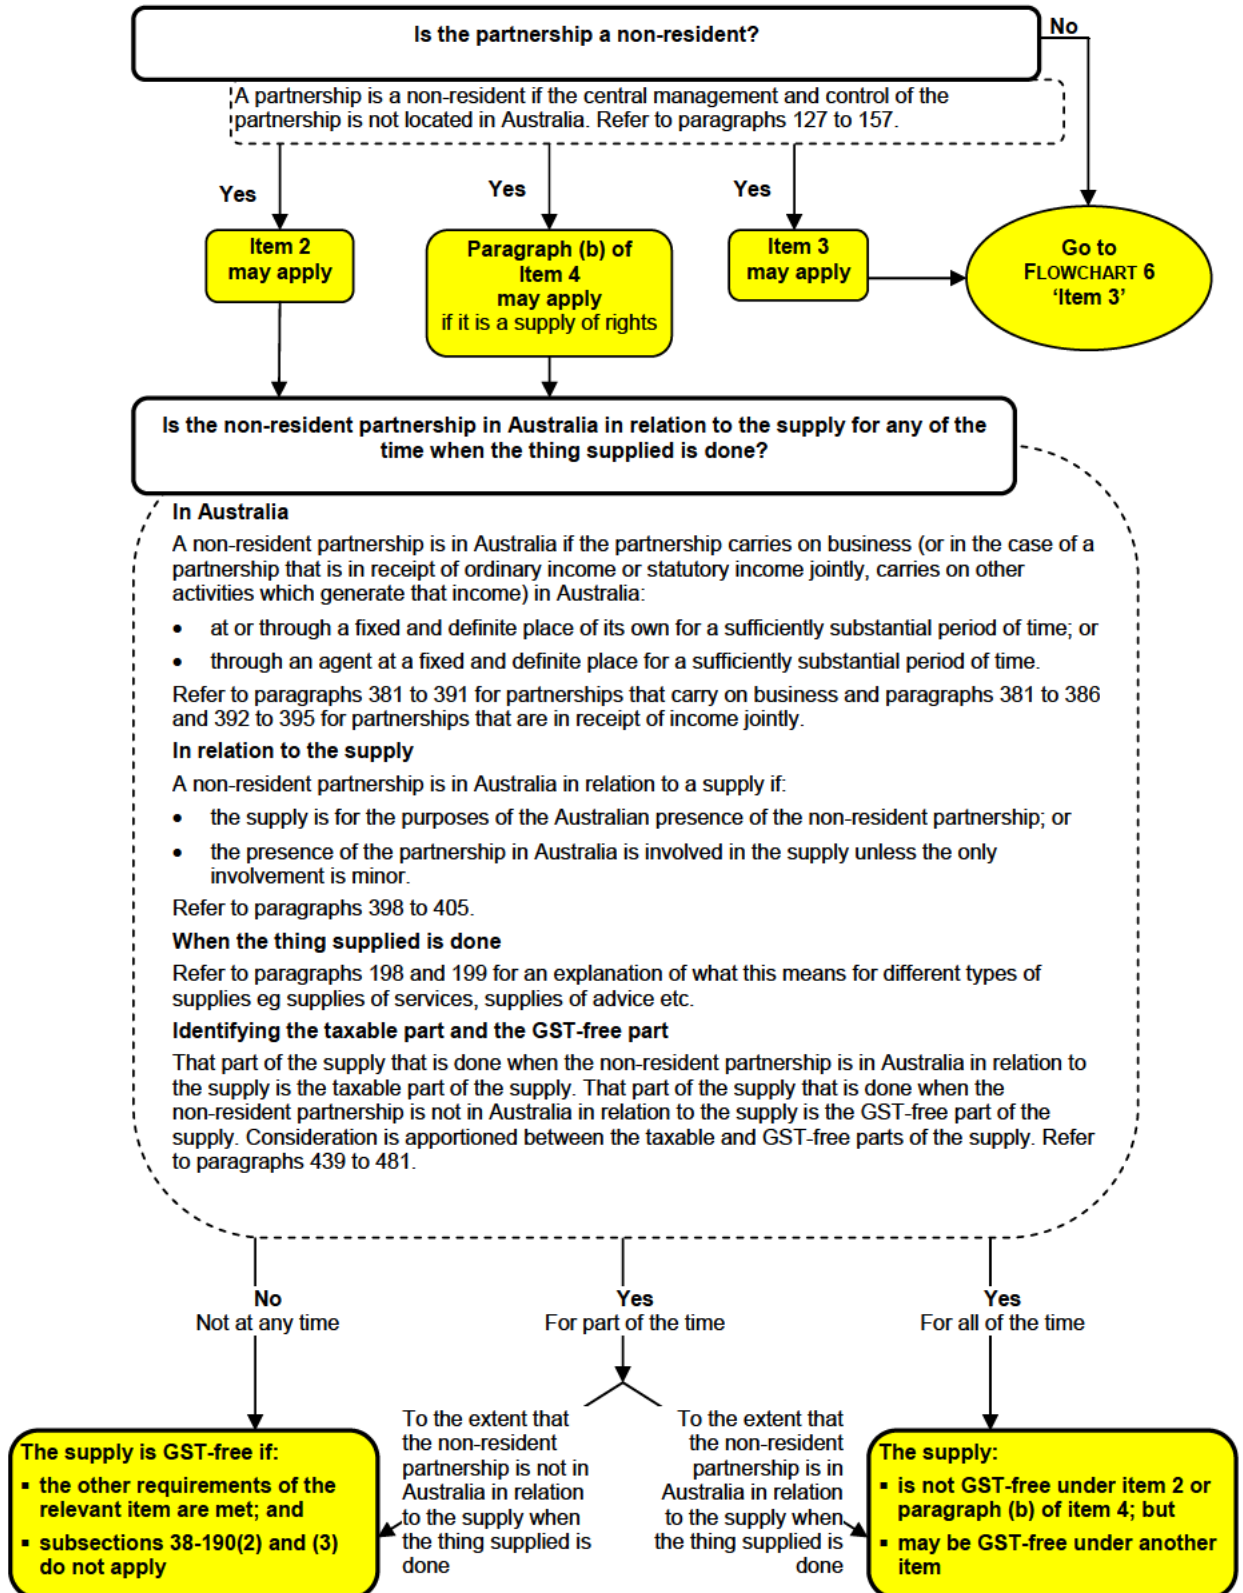 Is the partnership a non-resident?
No
A partnership is a non-resident if the central management and control of the
partnership is not located in Australia. Refer to paragraphs 127 to 157.
Yes
Yes
Yes
Item 2
may apply
Paragraph (b) of
Item 4
may apply
if it is a supply of rights
Item 3
may apply
Go to
FLOWCHART 6
‘Item 3’
Is the non-resident partnership in Australia in relation to the supply for any of the
time when the thing supplied is done?
In Australia
A non-resident partnership is in Australia if the partnership carries on business (or in the case of a
partnership that is in receipt of ordinary income or statutory income jointly, carries on other
activities which generate that income) in Australia:
• at or through a fixed and definite place of its own for a sufficiently substantial period of time; or
• through an agent at a fixed and definite place for a sufficiently substantial period of time.
Refer to paragraphs 381 to 391 for partnerships that carry on business and paragraphs 381 to 386
and 392 to 395 for partnerships that are in receipt of income jointly.
In relation to the supply
A non-resident partnership is in Australia in relation to a supply if:
• the supply is for the purposes of the Australian presence of the non-resident partnership; or
• the presence of the partnership in Australia is involved in the supply unless the only
involvement is minor.
Refer to paragraphs 398 to 405.
When the thing supplied is done
Refer to paragraphs 198 and 199 for an explanation of what this means for different types of
supplies eg supplies of services, supplies of advice etc.
Identifying the taxable part and the GST-free part
That part of the supply that is done when the non-resident partnership is in Australia in relation to
the supply is the taxable part of the supply. That part of the supply that is done when the
non-resident partnership is not in Australia in relation to the supply is the GST-free part of the
supply. Consideration is apportioned between the taxable and GST-free parts of the supply. Refer
to paragraphs 439 to 481.
No
Not at any time
Yes
For part of the time
Yes
For all of the time
The supply is GST-free if:
▪ the other requirements of the
relevant item are met; and
▪ subsections 38-190(2) and (3)
do not apply
To the extent that
the non-resident
partnership is not in
Australia in relation
to the supply when
the thing supplied is
done
To the extent that
the non-resident
partnership is in
Australia in relation
to the supply when
the thing supplied is
done
The supply:
▪ is not GST-free under item 2 or
paragraph (b) of item 4; but
▪ may be GST-free under another
item